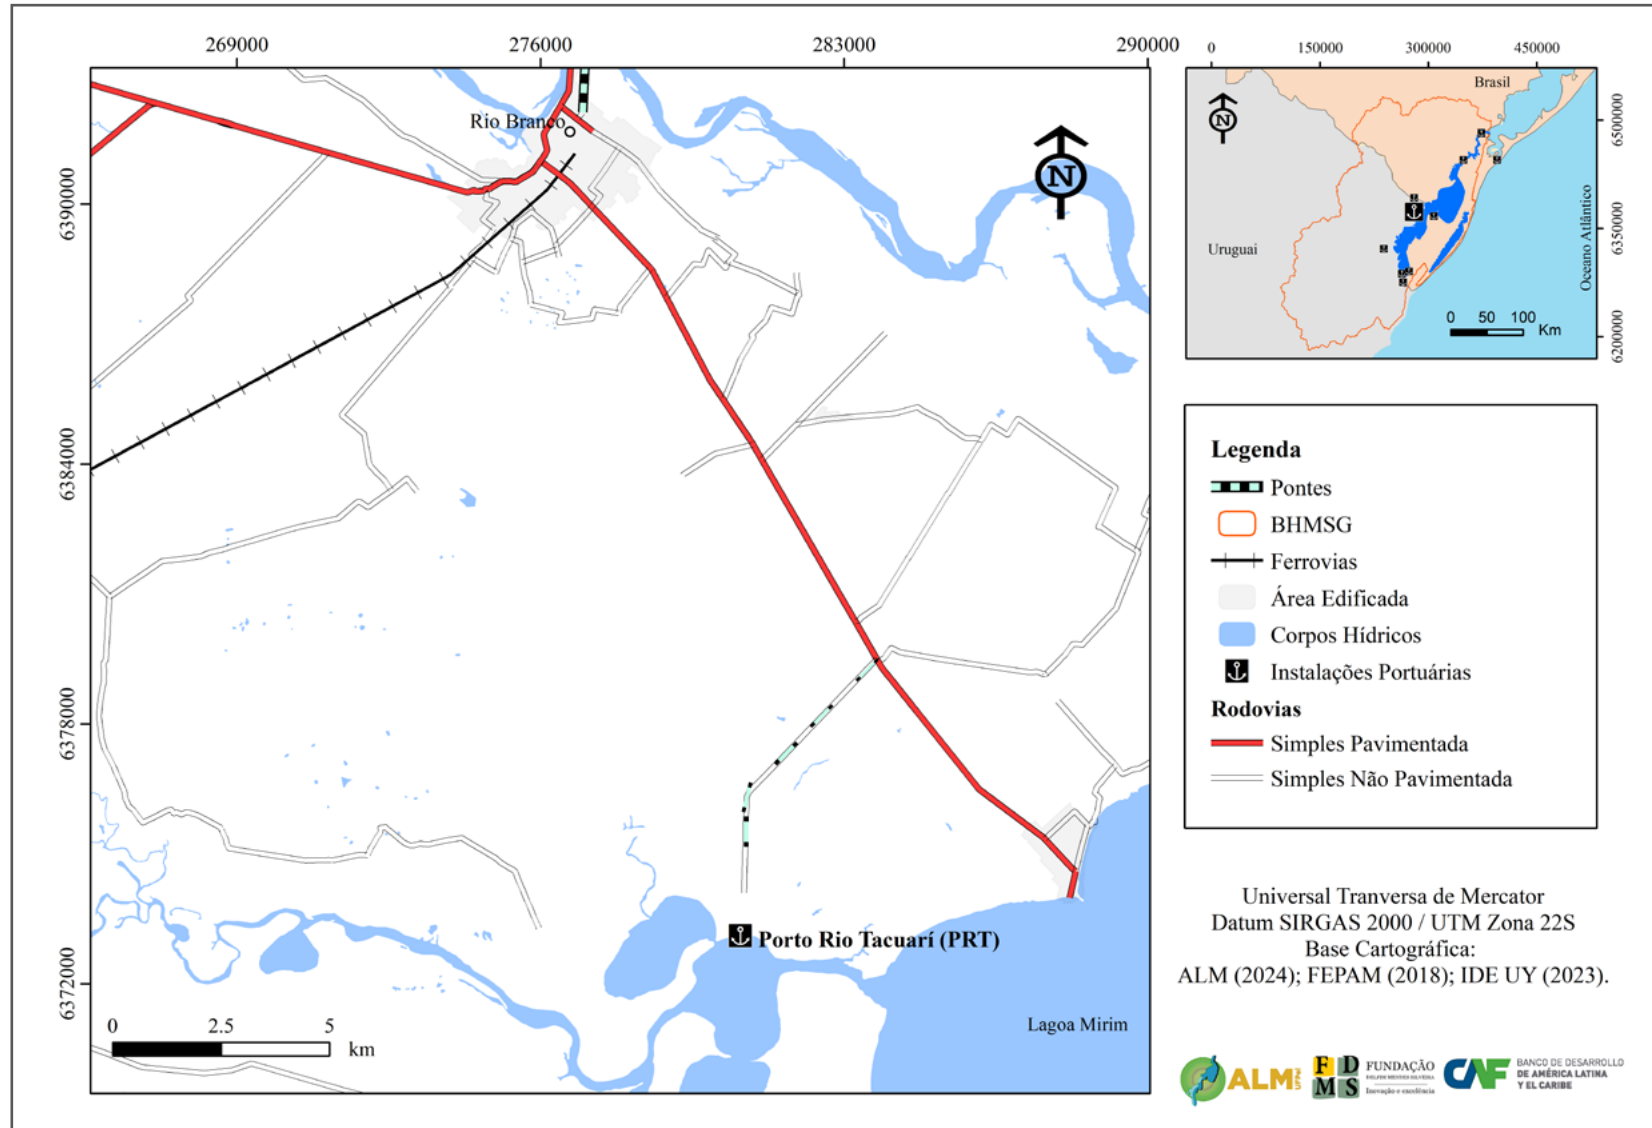 269000
276000
283000
290000
6390000
6384000
6378000
6372000
Rio Branco
N
Porto Rio Tacuarí (PRT)
Lagoa Mirim
0 2.5 5 km
0 150000 300000 450000
6500000
6350000
6200000
N
Brasil
Uruguai
Oceano Atlântico
0 50 100 Km
Legenda
Pontes
BHMSG
Ferrovias
Área Edificada
Corpos Hídricos
Instalações Portuárias
Rodovias
Simples Pavimentada
Simples Não Pavimentada
Universal Tranversa de Mercator
Datum SIRGAS 2000 / UTM Zona 22S
Base Cartográfica:
ALM (2024); FEPAM (2018); IDE UY (2023).
ALM UFPel
F D
M S
FUNDAÇÃO
Inovação e excelência
CAF
BANCO DE DESARROLLO
DE AMÉRICA LATINA
Y EL CARIBE